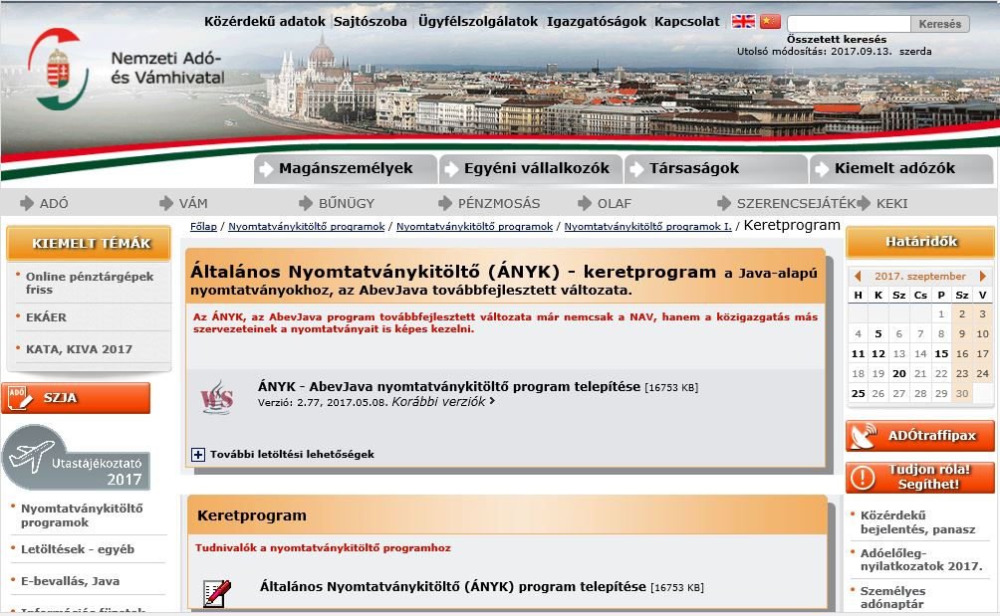 Közérdekű adatok Sajtószoba Ügyfélszolgálatok Igazgatóságok Kapcsolat
Keresés
Összetett keresés
Utolsó módosítás: 2017.09.13. szerda
Nemzeti Adó-
és Vámhivatal
Magánszemélyek Egyéni vállalkozók Társaságok Kiemelt adózók
ADÓ VÁM BŰNÜGY PÉNZMOSÁS OLAF SZERENCSEJÁTÉK KEKI
Főlap / Nyomtatványkitöltő programok / Nyomtatványkitöltő programok / Nyomtatványkitöltő programok I. / Keretprogram
KIEMELT TÉMÁK
Online pénztárgépek
friss
EKÁER
KATA, KIVA 2017
ADÓ SZJA
Utastájékoztató
2017
Nyomtatványkitöltő
programok
Letöltések - egyéb
E-bevallás, Java
Információs füzetek
Általános Nyomtatványkitöltő (ÁNYK) - keretprogram a Java-alapú
nyomtatványokhoz, az AbevJava továbbfejlesztett változata.
Az ÁNYK, az AbevJava program továbbfejlesztett változata már nemcsak a NAV, hanem a közigazgatás más
szervezeteinek a nyomtatványait is képes kezelni.
ÁNYK - AbevJava nyomtatványkitöltő program telepítése [16753 KB]
Verzió: 2.77, 2017.05.08. Korábbi verziók
További letöltési lehetőségek
Keretprogram
Tudnivalók a nyomtatványkitöltő programhoz
Általános Nyomtatványkitöltő (ÁNYK) program telepítése [16753 KB]
Határidők
2017. szeptember
H K Sz Cs P Sz V
1 2 3
4 5 6 7 8 9 10
11 12 13 14 15 16 17
18 19 20 21 22 23 24
25 26 27 28 29 30
ADÓtraffipax
Tudjon róla!
Segíthet!
Közérdekű
bejelentés, panasz
Adóelőleg-
nyilatkozatok 2017.
Személyes
adónaptár